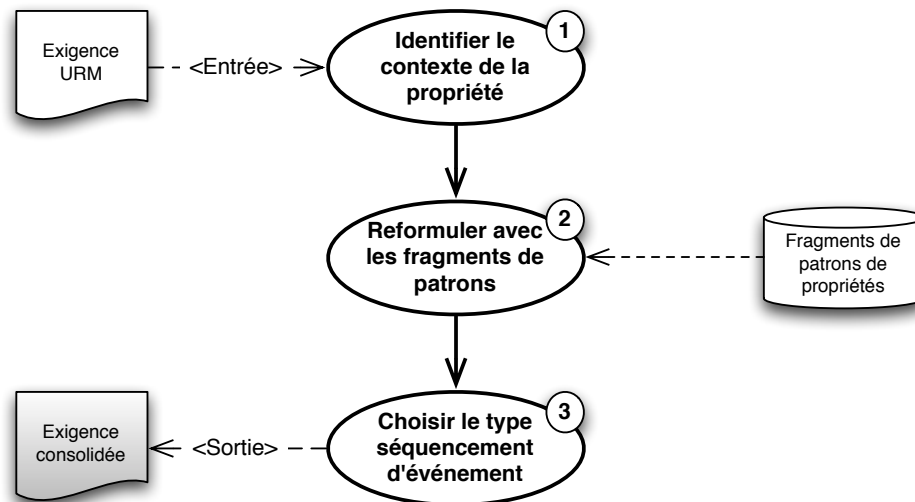 Exigence
URM
<Entrée>
1
Identifier le
contexte de la
propriété
2
Reformuler avec
les fragments de
patrons
Fragments de
patrons de
propriétés
3
Choisir le type
séquencement
d'événement
<Sortie>
Exigence
consolidée